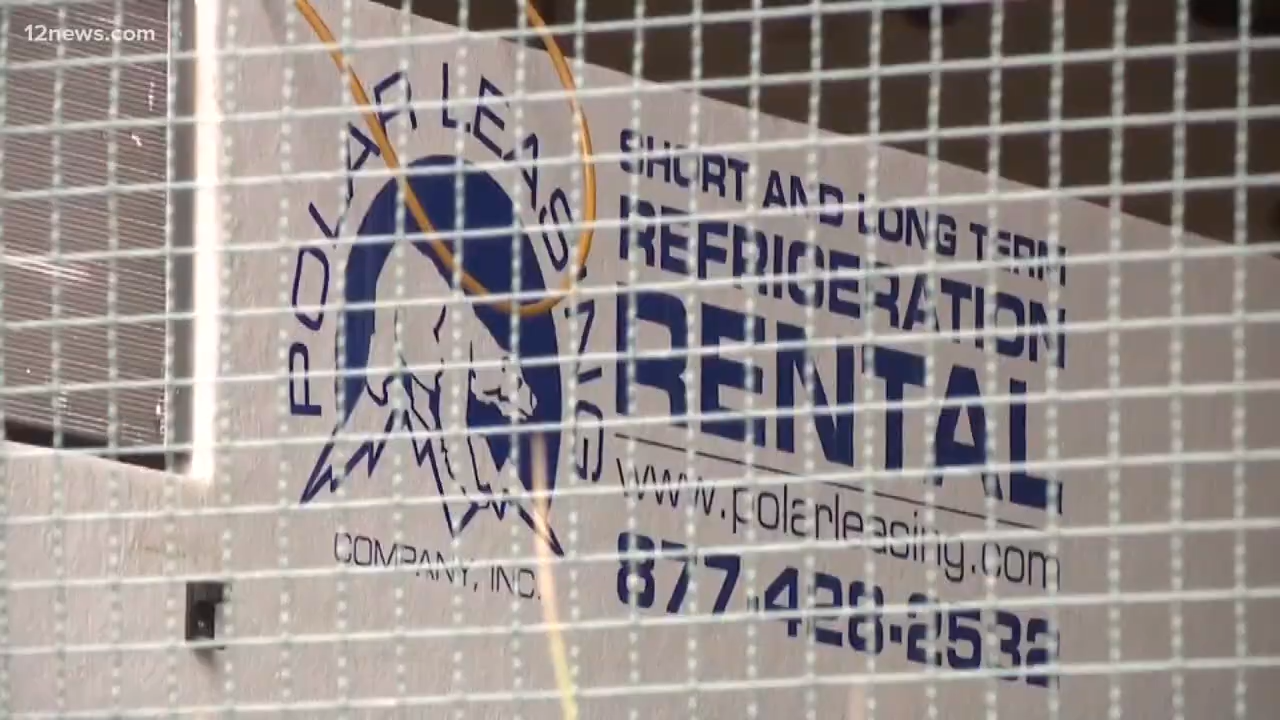 12news.com
POLAR LEASING
COMPANY, INC.
SHORT AND LONG TERM
REFRIGERATION
RENTAL
www.polarleasing.com
877-428-2532